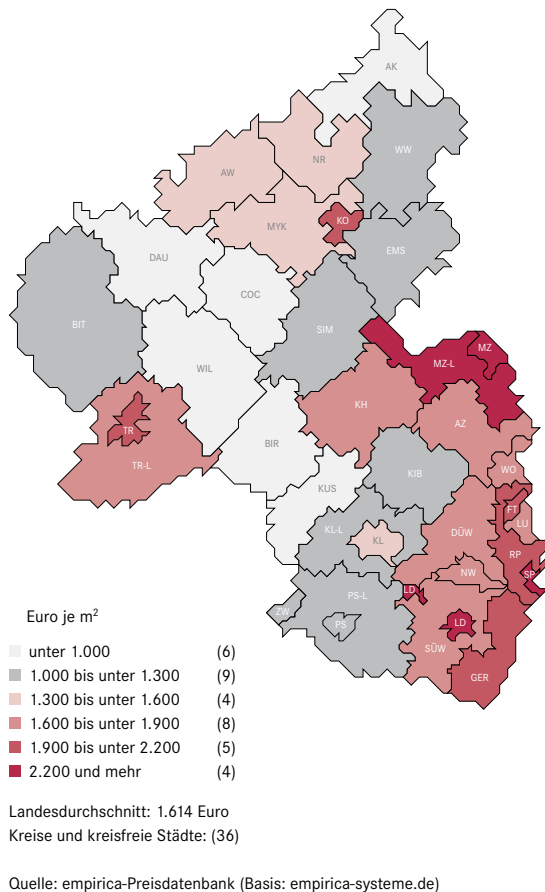 AK
WW
NR
AW
MYK
KO
EMS
DAU
COC
BIT
SIM
MZ
MZ-L
WIL
KH
AZ
TR
BIR
TR-L
WO
KIB
KUS
FT
LU
KL-L
KL
DÜW
RP
NW
SP
LD
PS-L
ZW
PS
LD
SÜW
GER
Euro je m²
unter 1.000 (6)
1.000 bis unter 1.300 (9)
1.300 bis unter 1.600 (4)
1.600 bis unter 1.900 (8)
1.900 bis unter 2.200 (5)
2.200 und mehr (4)
Landesdurchschnitt: 1.614 Euro
Kreise und kreisfreie Städte: (36)
Quelle: empirica-Preisdatenbank (Basis: empirica-systeme.de)